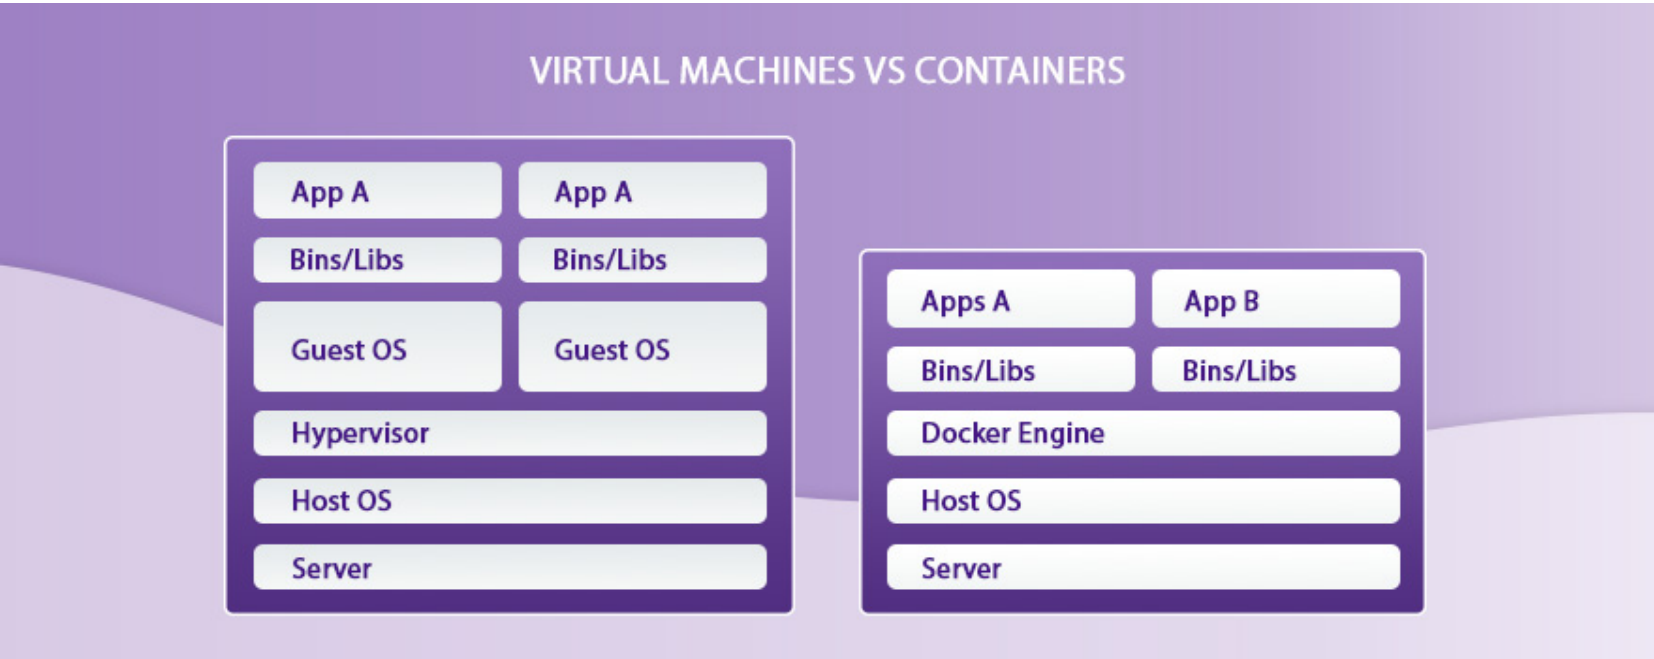 VIRTUAL MACHINES VS CONTAINERS
App A
App A
Bins/Libs
Bins/Libs
Guest OS
Guest OS
Hypervisor
Host OS
Server
Apps A
App B
Bins/Libs
Bins/Libs
Docker Engine
Host OS
Server